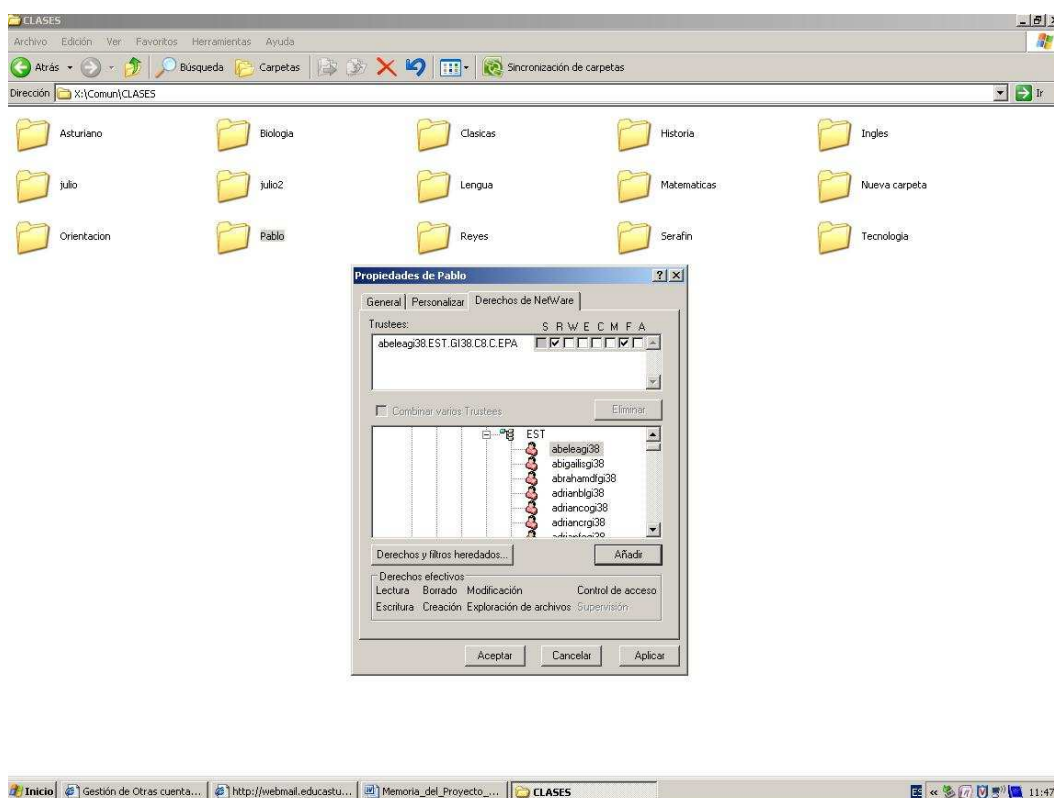 CLASES
Archivo Edición Ver Favoritos Herramientas Ayuda
Atrás Búsqueda Carpetas Sincronización de carpetas
Dirección X:\Comun\CLASES Ir
Asturiano Biologia Clasicas Historia Ingles
julio julio2 Lengua Matematicas Nueva carpeta
Orientacion Pablo Reyes Serafin Tecnologia
Propiedades de Pablo
General Personalizar Derechos de NetWare
Trustees: S R W E C M F A
abeleagi38.EST.GI38.C8.C.EPA
Combinar varios Trustees Eliminar
EST
abeleagi38
abigailisgi38
abrahamdfgi38
adrianblgi38
adriancogi38
adriancrgi38
Derechos y filtros heredados... Añadir
Derechos efectivos
Lectura Borrado Modificación Control de acceso
Escritura Creación Exploración de archivos Supervisión
Aceptar Cancelar Aplicar
Inicio Gestión de Otras cuenta... http://webmail.educastu... Memoria_del_Proyecto_... CLASES ES « 11:47